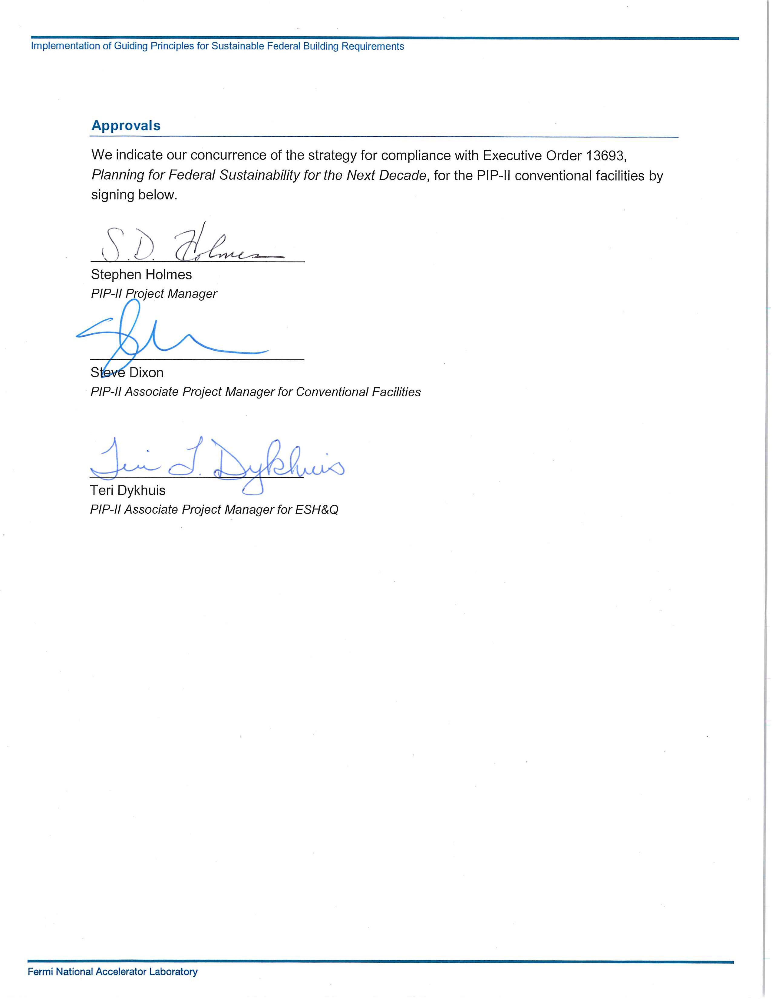 Implementation of Guiding Principles for Sustainable Federal Building Requirements
Approvals
We indicate our concurrence of the strategy for compliance with Executive Order 13693,
Planning for Federal Sustainability for the Next Decade, for the PIP-II conventional facilities by
signing below.
S.D. Holmes
Stephen Holmes
PIP-II Project Manager
Steve Dixon
PIP-II Associate Project Manager for Conventional Facilities
Teri L. Dykhuis
Teri Dykhuis
PIP-II Associate Project Manager for ESH&Q
Fermi National Accelerator Laboratory